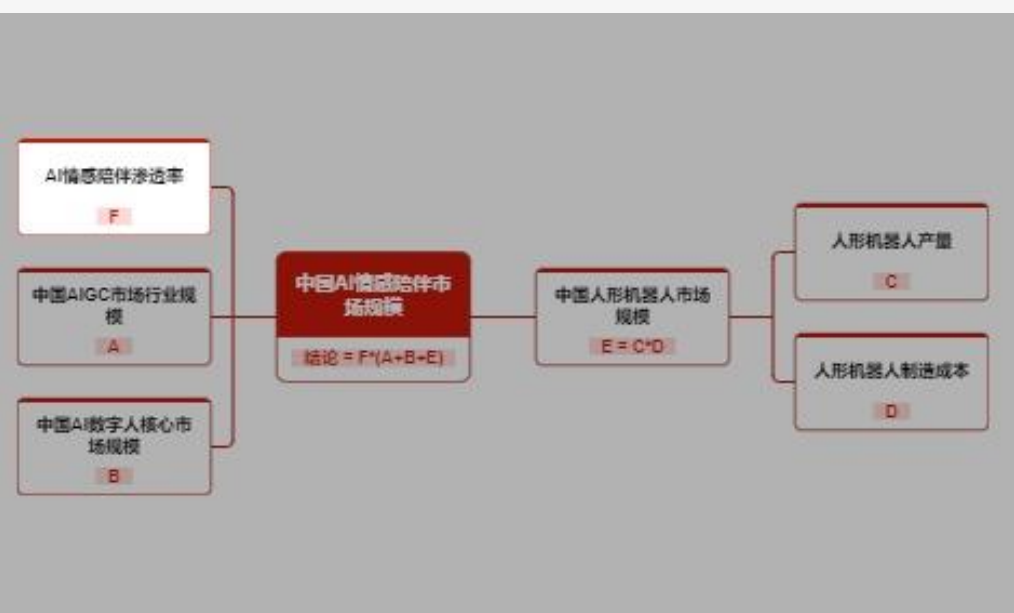 AI情感陪伴渗透率
F
中国AIGC市场行业规
模
A
中国AI数字人核心市
场规模
B
中国AI情感陪伴市
场规模
结论 = F*(A+B+E)
中国人形机器人市场
规模
E = C*D
人形机器人产量
C
人形机器人制造成本
D